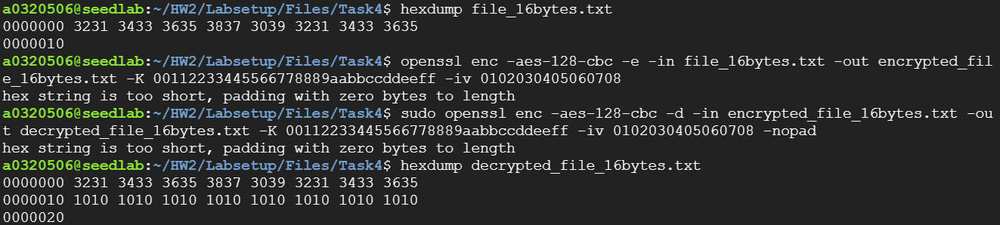 a0320506@seedlab:~/HW2/Labsetup/Files/Task4$ hexdump file_16bytes.txt
0000000 3231 3433 3635 3837 3039 3231 3433 3635
0000010
a0320506@seedlab:~/HW2/Labsetup/Files/Task4$ openssl enc -aes-128-cbc -e -in file_16bytes.txt -out encrypted_fil
e_16bytes.txt -K 00112233445566778889aabbccddeeff -iv 0102030405060708
hex string is too short, padding with zero bytes to length
a0320506@seedlab:~/HW2/Labsetup/Files/Task4$ sudo openssl enc -aes-128-cbc -d -in encrypted_file_16bytes.txt -ou
t decrypted_file_16bytes.txt -K 00112233445566778889aabbccddeeff -iv 0102030405060708 -nopad
hex string is too short, padding with zero bytes to length
a0320506@seedlab:~/HW2/Labsetup/Files/Task4$ hexdump decrypted_file_16bytes.txt
0000000 3231 3433 3635 3837 3039 3231 3433 3635
0000010 1010 1010 1010 1010 1010 1010 1010 1010
0000020